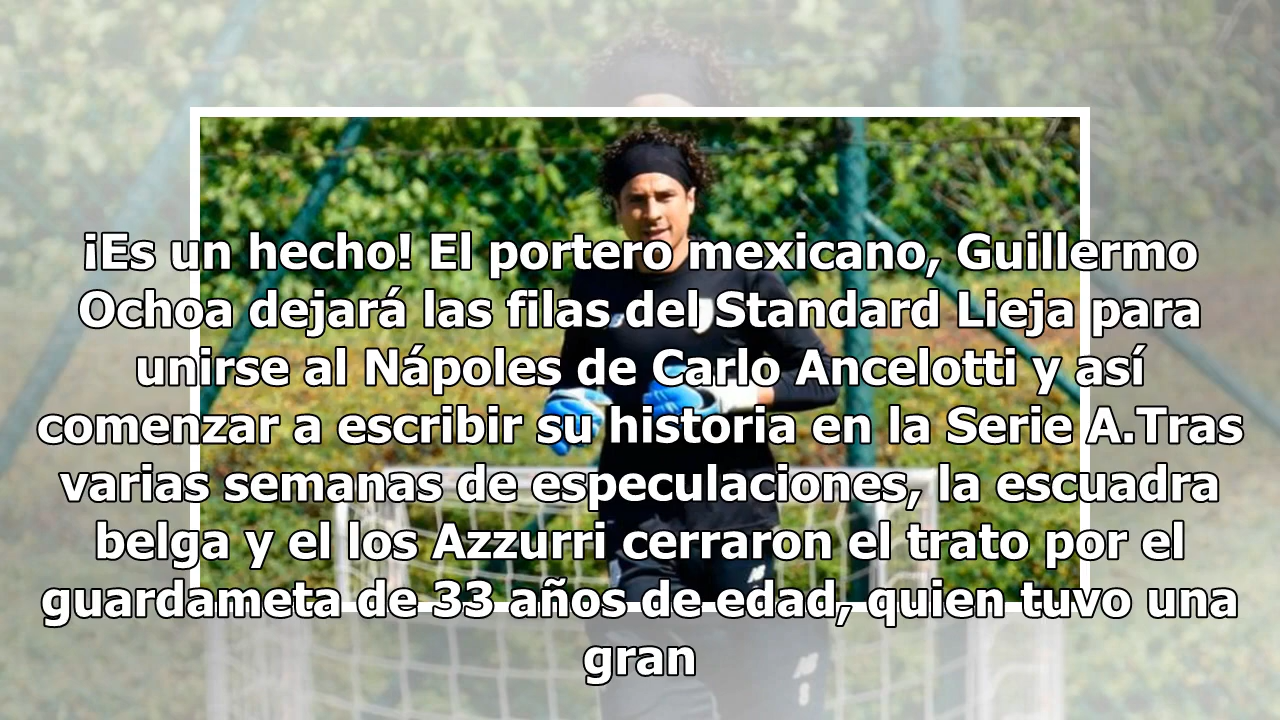 ¡Es un hecho! El portero mexicano, Guillermo
Ochoa dejará las filas del Standard Lieja para
unirse al Nápoles de Carlo Ancelotti y así
comenzar a escribir su historia en la Serie A.Tras
varias semanas de especulaciones, la escuadra
belga y el los Azzurri cerraron el trato por el
guardameta de 33 años de edad, quien tuvo una
gran